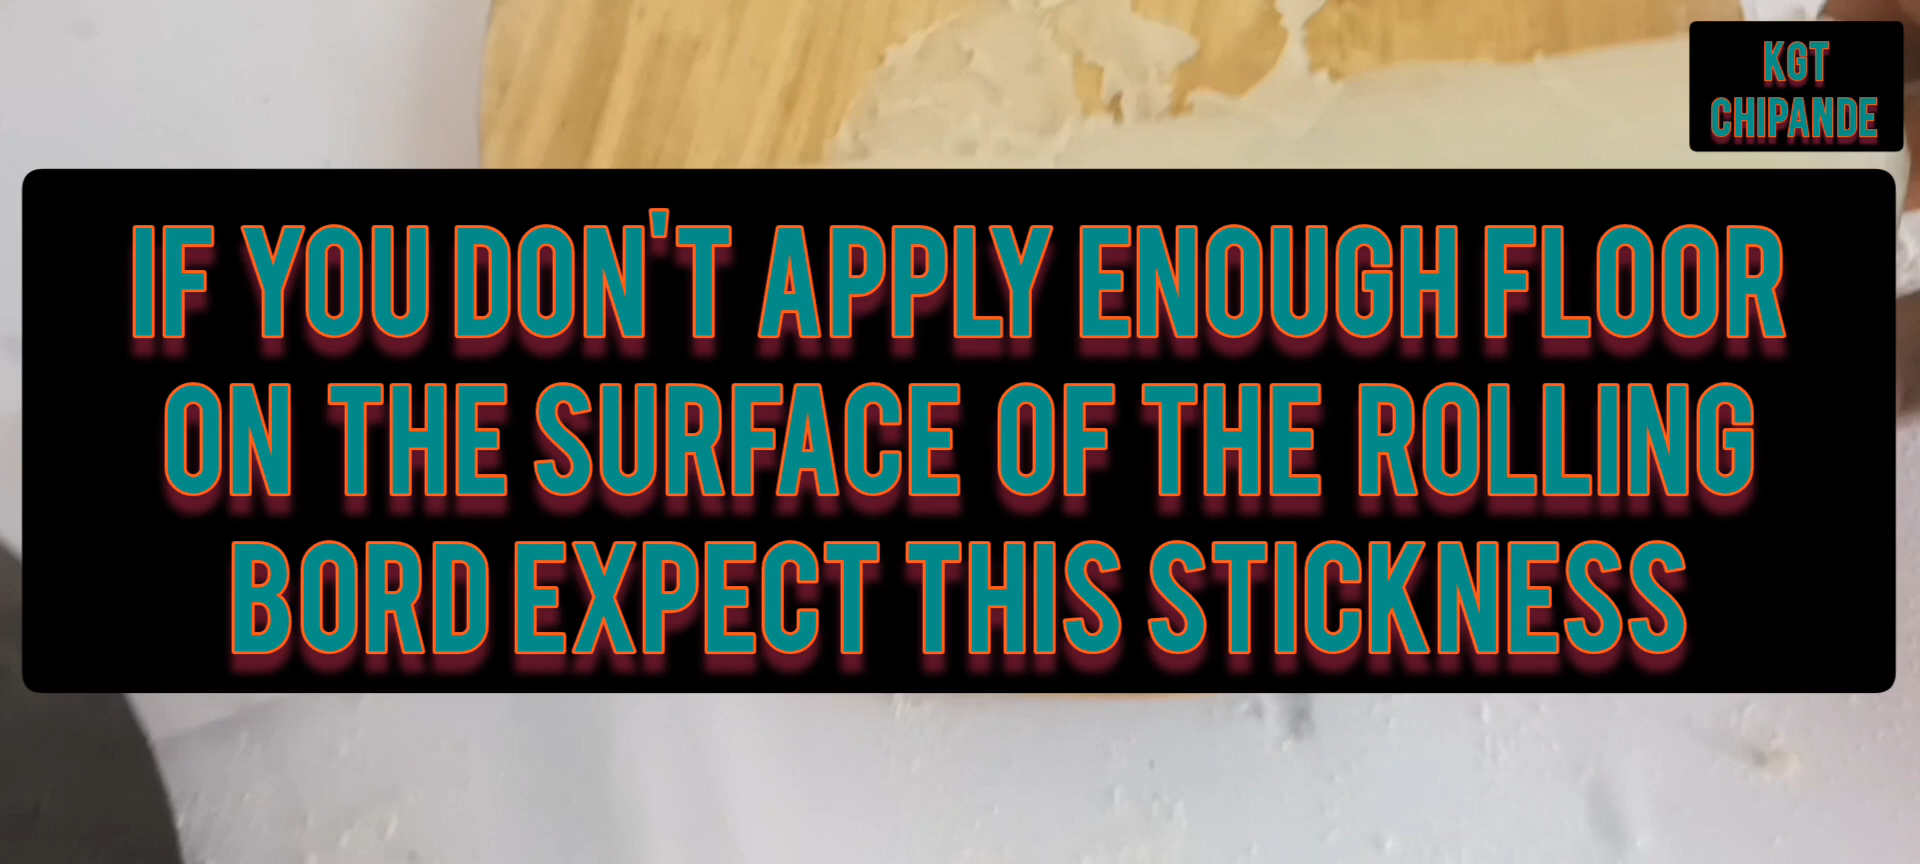 KGT
CHIPANDE
IF YOU DON'T APPLY ENOUGH FLOOR
ON THE SURFACE OF THE ROLLING
BORD EXPECT THIS STICKNESS